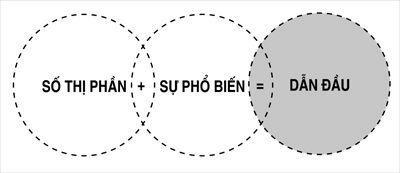 SỐ THỊ PHẦN + SỰ PHỔ BIẾN = DẪN ĐẦU